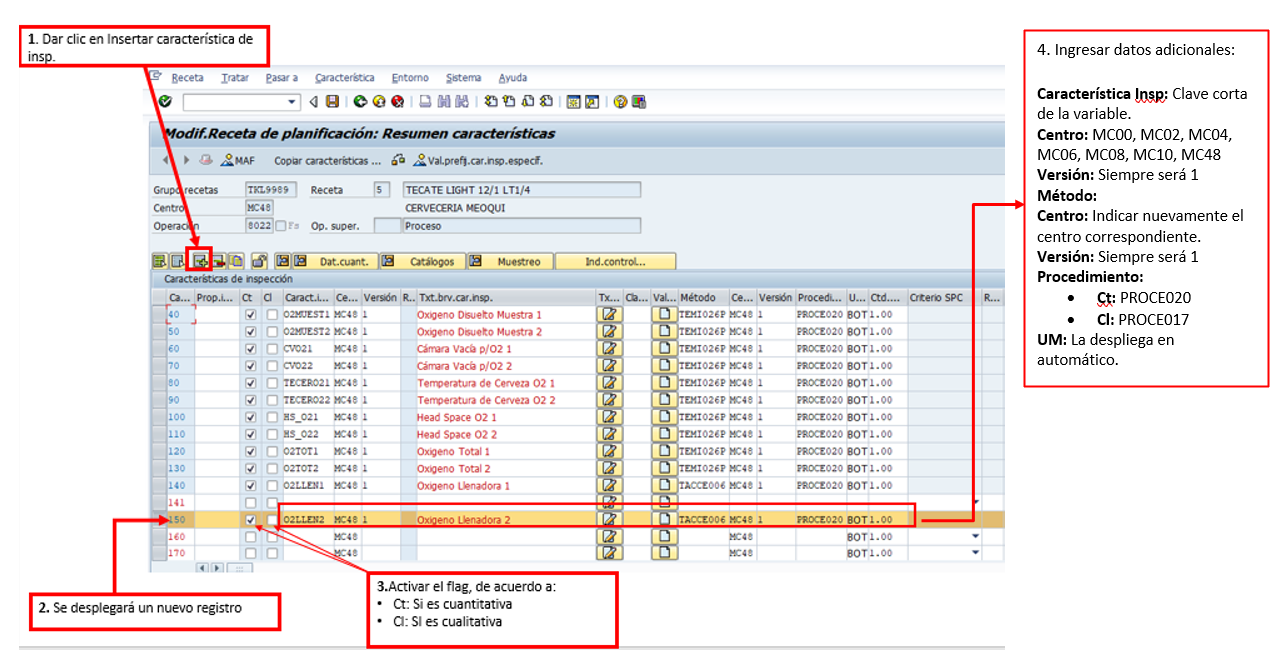 1. Dar clic en Insertar característica de
insp.
Receta Tratar Pasar a Característica Entorno Sistema Ayuda
Modif.Receta de planificación: Resumen características
MAF Copiar características ... Val.prefij.car.insp.específ.
Grupo recetas TKL9989 Receta 5 TECATE LIGHT 12/1 LT1/4
Centro MC48 CERVECERIA MEOQUI
Operación 8022 Fs Op. super. Proceso
Dat.cuant. Catálogos Muestreo Ind.control...
Características de inspección
Ca... Prop.i... Ct Cl Caract.i... Ce... Versión R.. Txt.brv.car.insp. Tx... Cla... Val... Método Ce... Versión Procedi... U... Ctd.... Criterio SPC R...
40 O2MUEST1 MC48 1 Oxigeno Disuelto Muestra 1 TEMI026P MC48 1 PROCE020 BOT 1.00
50 O2MUEST2 MC48 1 Oxigeno Disuelto Muestra 2 TEMI026P MC48 1 PROCE020 BOT 1.00
60 CVO21 MC48 1 Cámara Vacía p/O2 1 TEMI026P MC48 1 PROCE020 BOT 1.00
70 CVO22 MC48 1 Cámara Vacía p/O2 2 TEMI026P MC48 1 PROCE020 BOT 1.00
80 TECERO21 MC48 1 Temperatura de Cerveza O2 1 TEMI026P MC48 1 PROCE020 BOT 1.00
90 TECERO22 MC48 1 Temperatura de Cerveza O2 2 TEMI026P MC48 1 PROCE020 BOT 1.00
100 HS_O21 MC48 1 Head Space O2 1 TEMI026P MC48 1 PROCE020 BOT 1.00
110 HS_O22 MC48 1 Head Space O2 2 TEMI026P MC48 1 PROCE020 BOT 1.00
120 O2TOT1 MC48 1 Oxigeno Total 1 TEMI026P MC48 1 PROCE020 BOT 1.00
130 O2TOT2 MC48 1 Oxigeno Total 2 TEMI026P MC48 1 PROCE020 BOT 1.00
140 O2LLEN1 MC48 1 Oxigeno Llenadora 1 TACCE006 MC48 1 PROCE020 BOT 1.00
141
150 O2LLEN2 MC48 1 Oxigeno Llenadora 2 TACCE006 MC48 1 PROCE020 BOT 1.00
160 MC48 MC48 BOT 1.00
170 MC48 MC48 BOT 1.00
2. Se desplegará un nuevo registro
3.Activar el flag, de acuerdo a:
• Ct: Si es cuantitativa
• Cl: SI es cualitativa
4. Ingresar datos adicionales:
Característica Insp: Clave corta
de la variable.
Centro: MC00, MC02, MC04,
MC06, MC08, MC10, MC48
Versión: Siempre será 1
Método:
Centro: Indicar nuevamente el
centro correspondiente.
Versión: Siempre será 1
Procedimiento:
• Ct: PROCE020
• Cl: PROCE017
UM: La despliega en
automático.